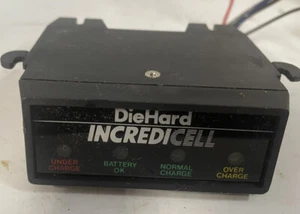 DieHard
INCREDICELL
UNDER BATTERY NORMAL OVER
CHARGE OK CHARGE CHARGE